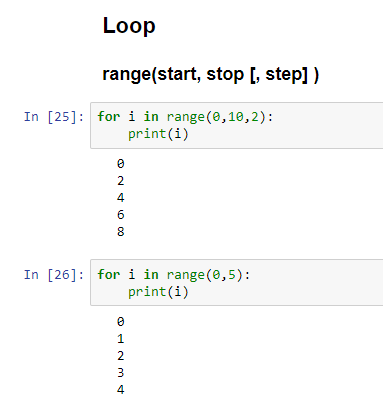 Loop
range(start, stop [, step] )
In [25]: for i in range(0,10,2):
    print(i)
0
2
4
6
8
In [26]: for i in range(0,5):
    print(i)
0
1
2
3
4